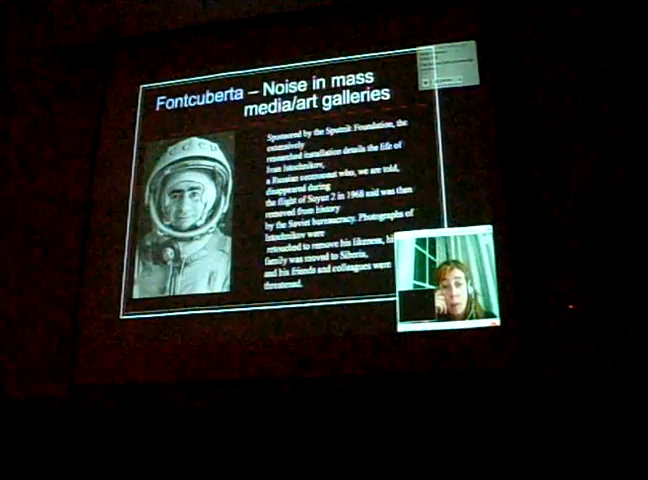 Fontcuberta – Noise in mass
media/art galleries
Sponsored by the Sputnik Foundation, the
extensively
researched installation details the life of
Ivan Istochnikov,
a Russian cosmonaut who, we are told,
disappeared during
the flight of Soyuz 2 in 1968 and was then
removed from history
by the Soviet bureaucracy. Photographs of
Istochnikov were
retouched to remove his likeness, hi
family was moved to Siberia,
and his friends and colleagues were
threatened.
CCCP